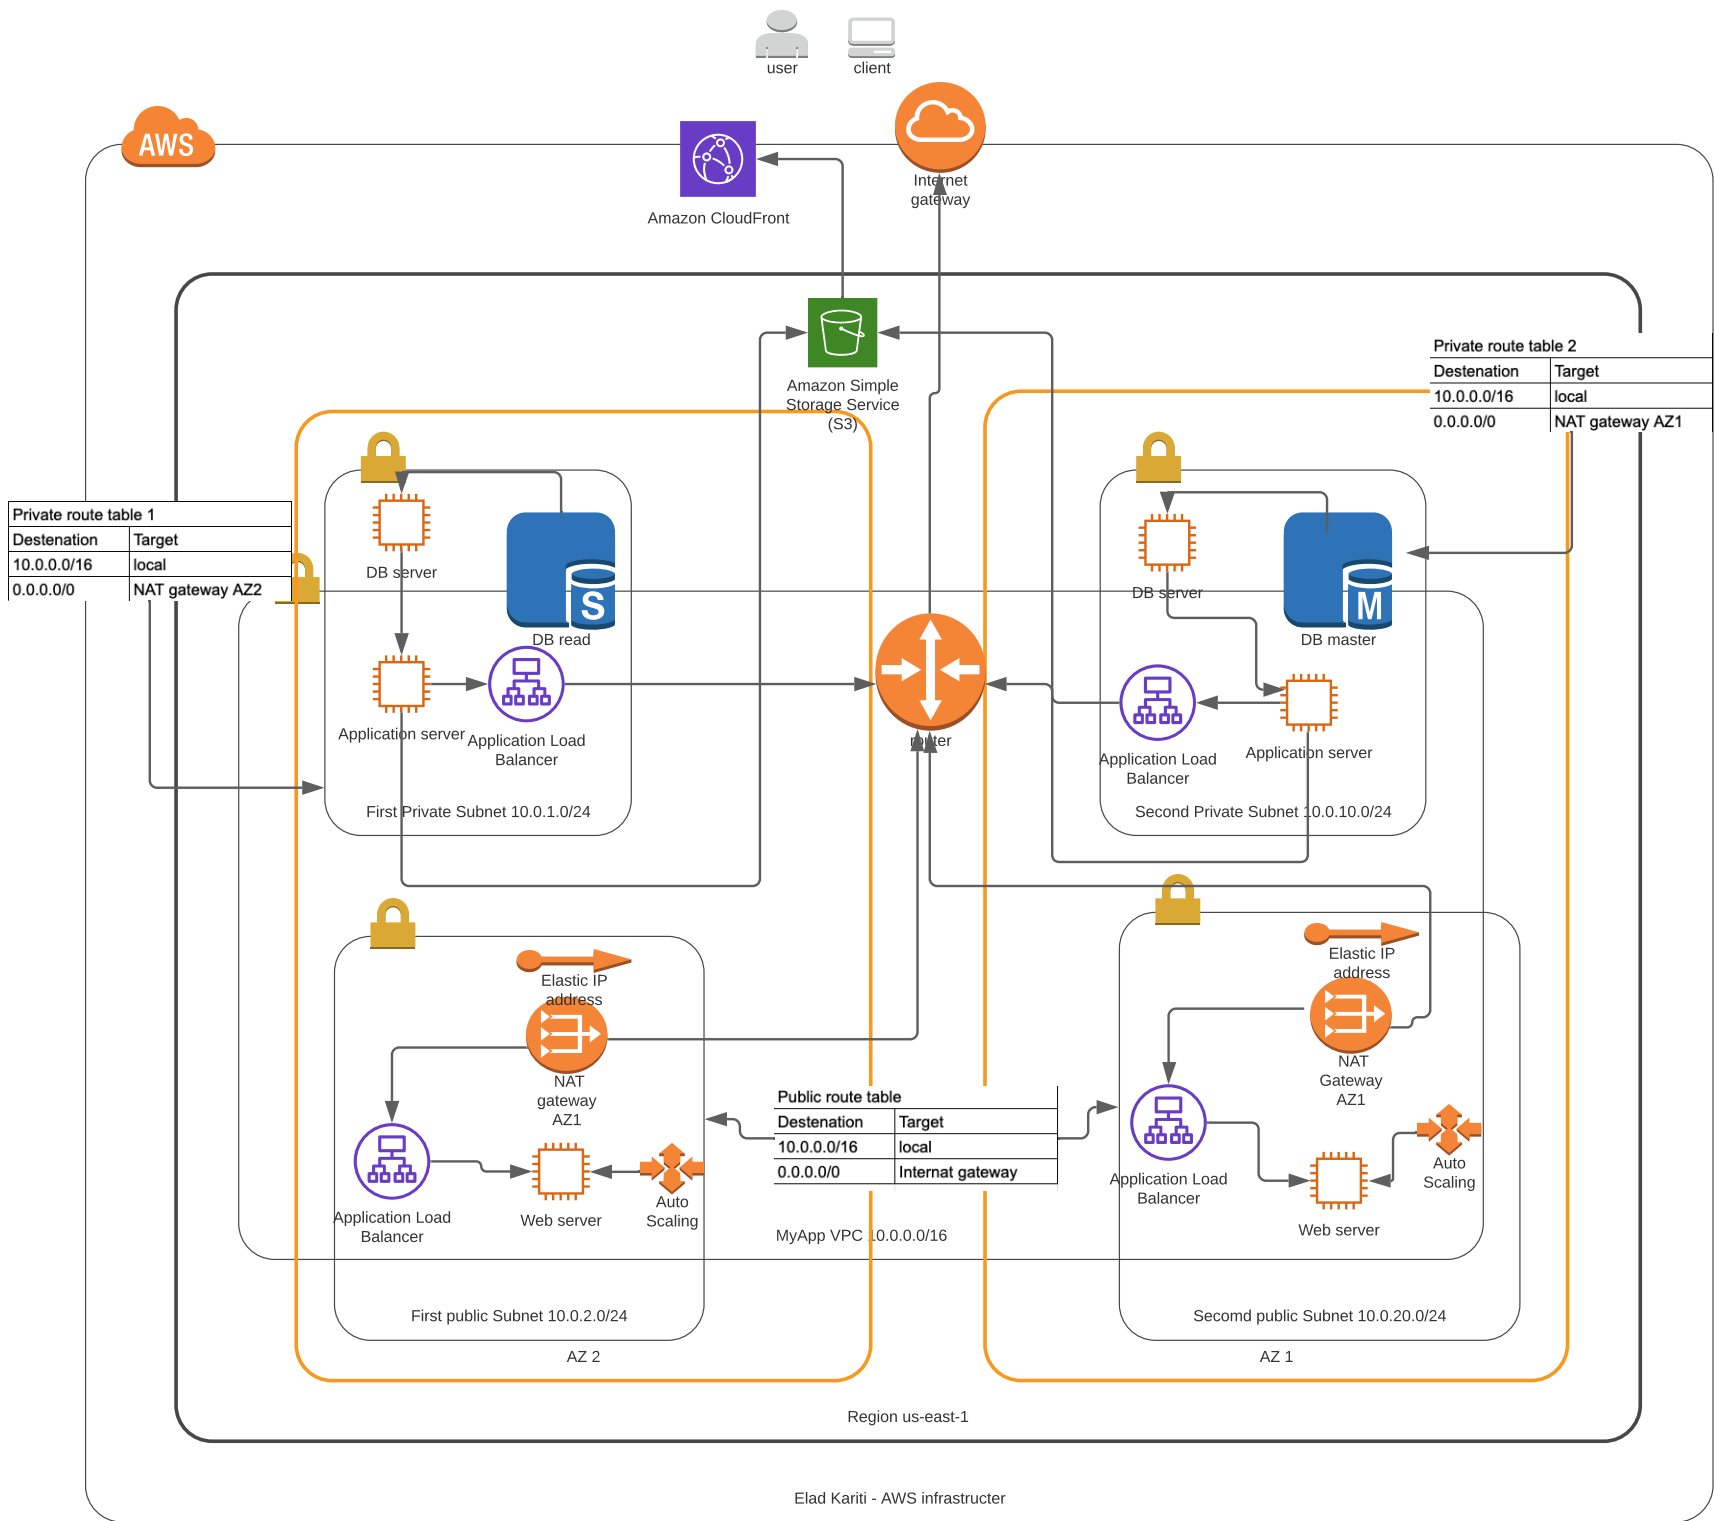 user
client
AWS
Internet
gateway
Amazon CloudFront
Amazon Simple
Storage Service
(S3)
Private route table 2
Destenation Target
10.0.0.0/16 local
0.0.0.0/0 NAT gateway AZ1
Private route table 1
Destenation Target
10.0.0.0/16 local
0.0.0.0/0 NAT gateway AZ2
DB server
S
DB read
Application server
Application Load
Balancer
First Private Subnet 10.0.1.0/24
router
DB server
M
DB master
Application Load
Balancer
Application server
Second Private Subnet 10.0.10.0/24
Elastic IP
address
NAT
gateway
AZ1
Application Load
Balancer
Web server
Auto
Scaling
First public Subnet 10.0.2.0/24
AZ 2
Public route table
Destenation Target
10.0.0.0/16 local
0.0.0.0/0 Internat gateway
MyApp VPC 10.0.0.0/16
Elastic IP
address
NAT
Gateway
AZ1
Application Load
Balancer
Auto
Scaling
Web server
Secomd public Subnet 10.0.20.0/24
AZ 1
Region us-east-1
Elad Kariti - AWS infrastructer